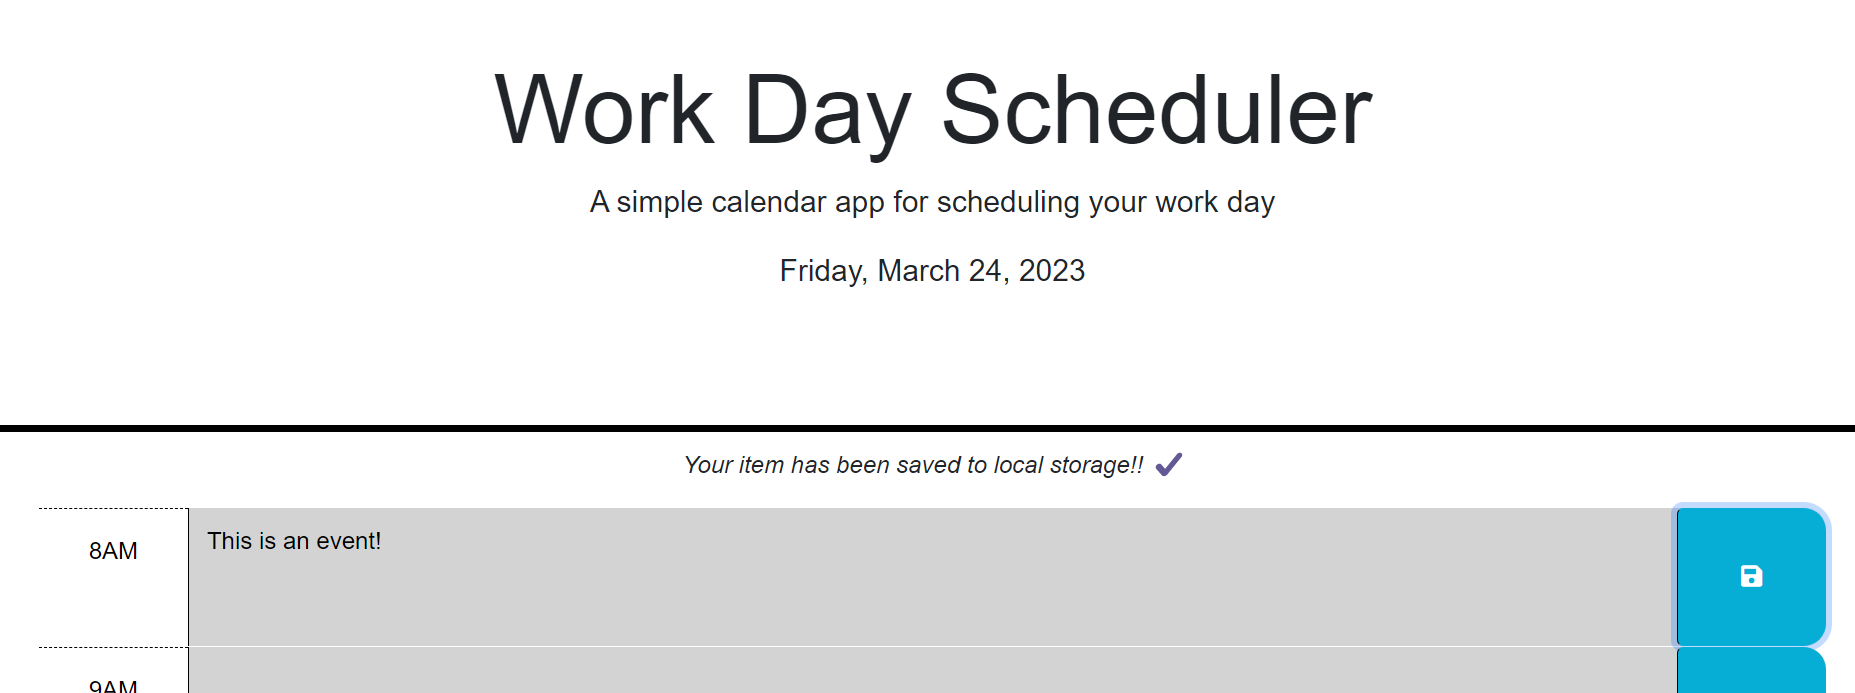 Work Day Scheduler
A simple calendar app for scheduling your work day
Friday, March 24, 2023
Your item has been saved to local storage!!
8AM This is an event!
9AM